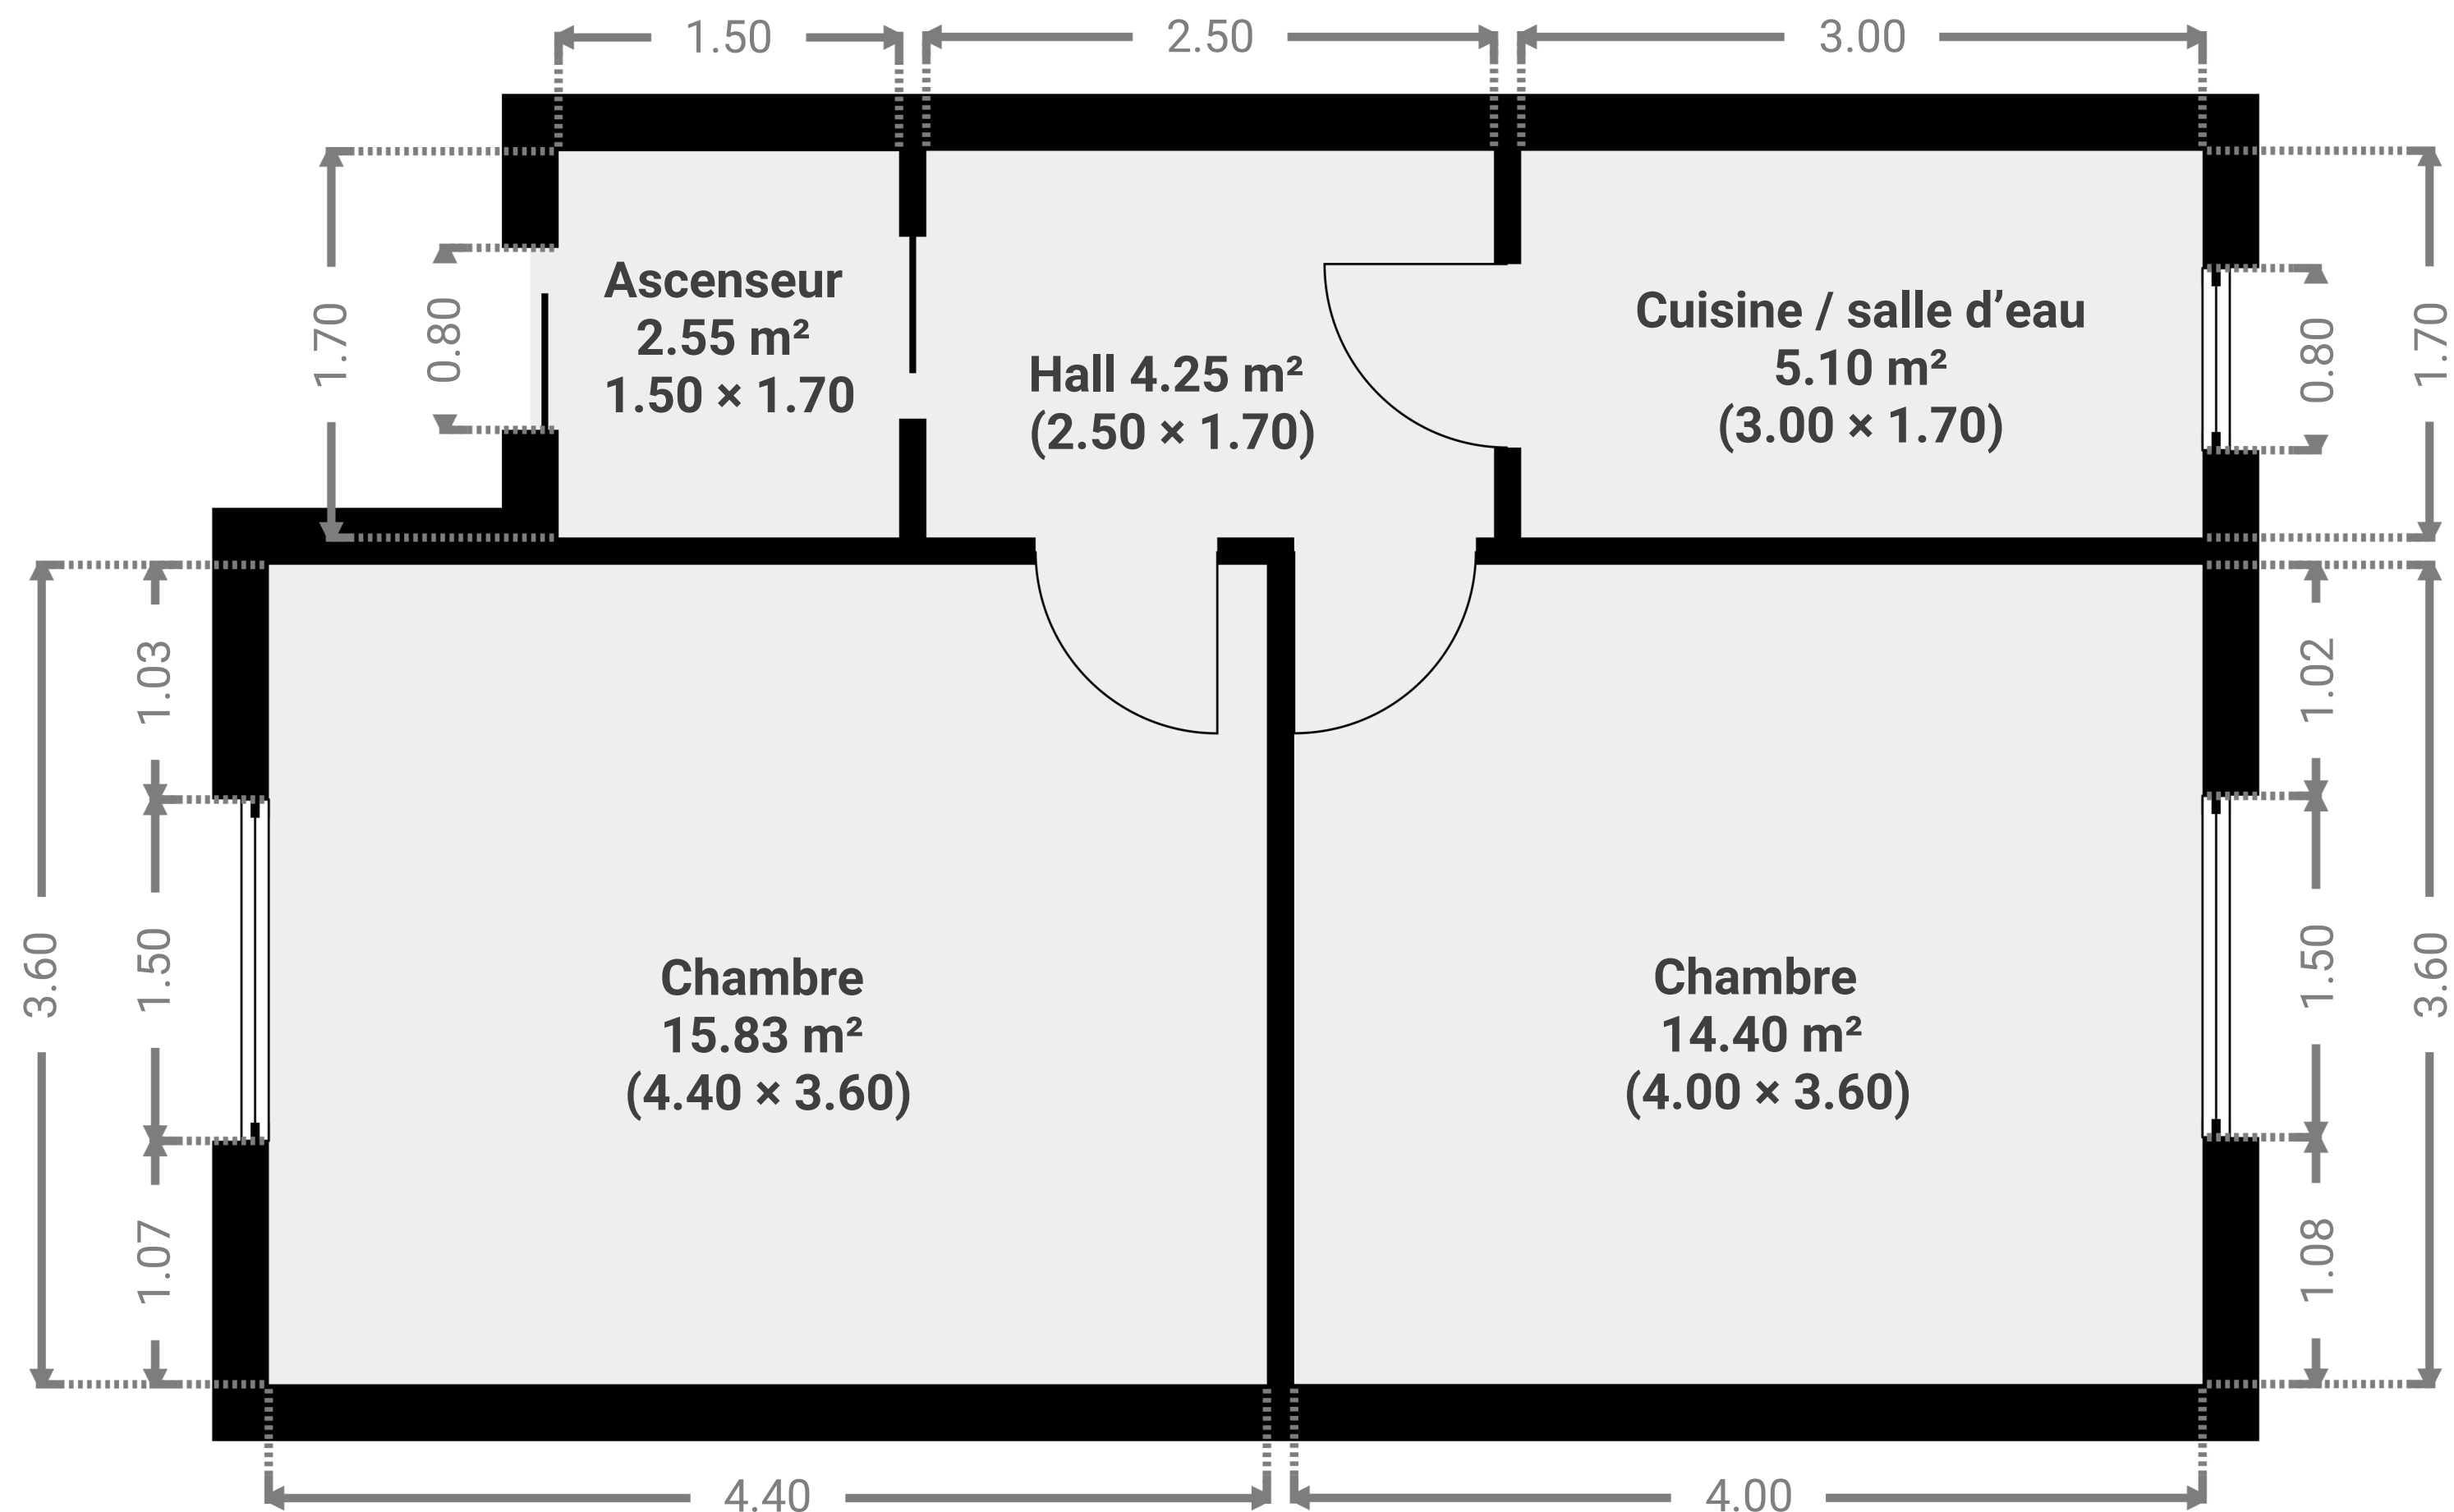 1.50
2.50
3.00
1.70
0.80
Ascenseur
2.55 m²
1.50 × 1.70
Hall 4.25 m²
(2.50 × 1.70)
Cuisine / salle d’eau
5.10 m²
(3.00 × 1.70)
0.80
1.70
3.60
1.03
1.50
1.07
Chambre
15.83 m²
(4.40 × 3.60)
Chambre
14.40 m²
(4.00 × 3.60)
1.02
1.50
1.08
3.60
4.40
4.00